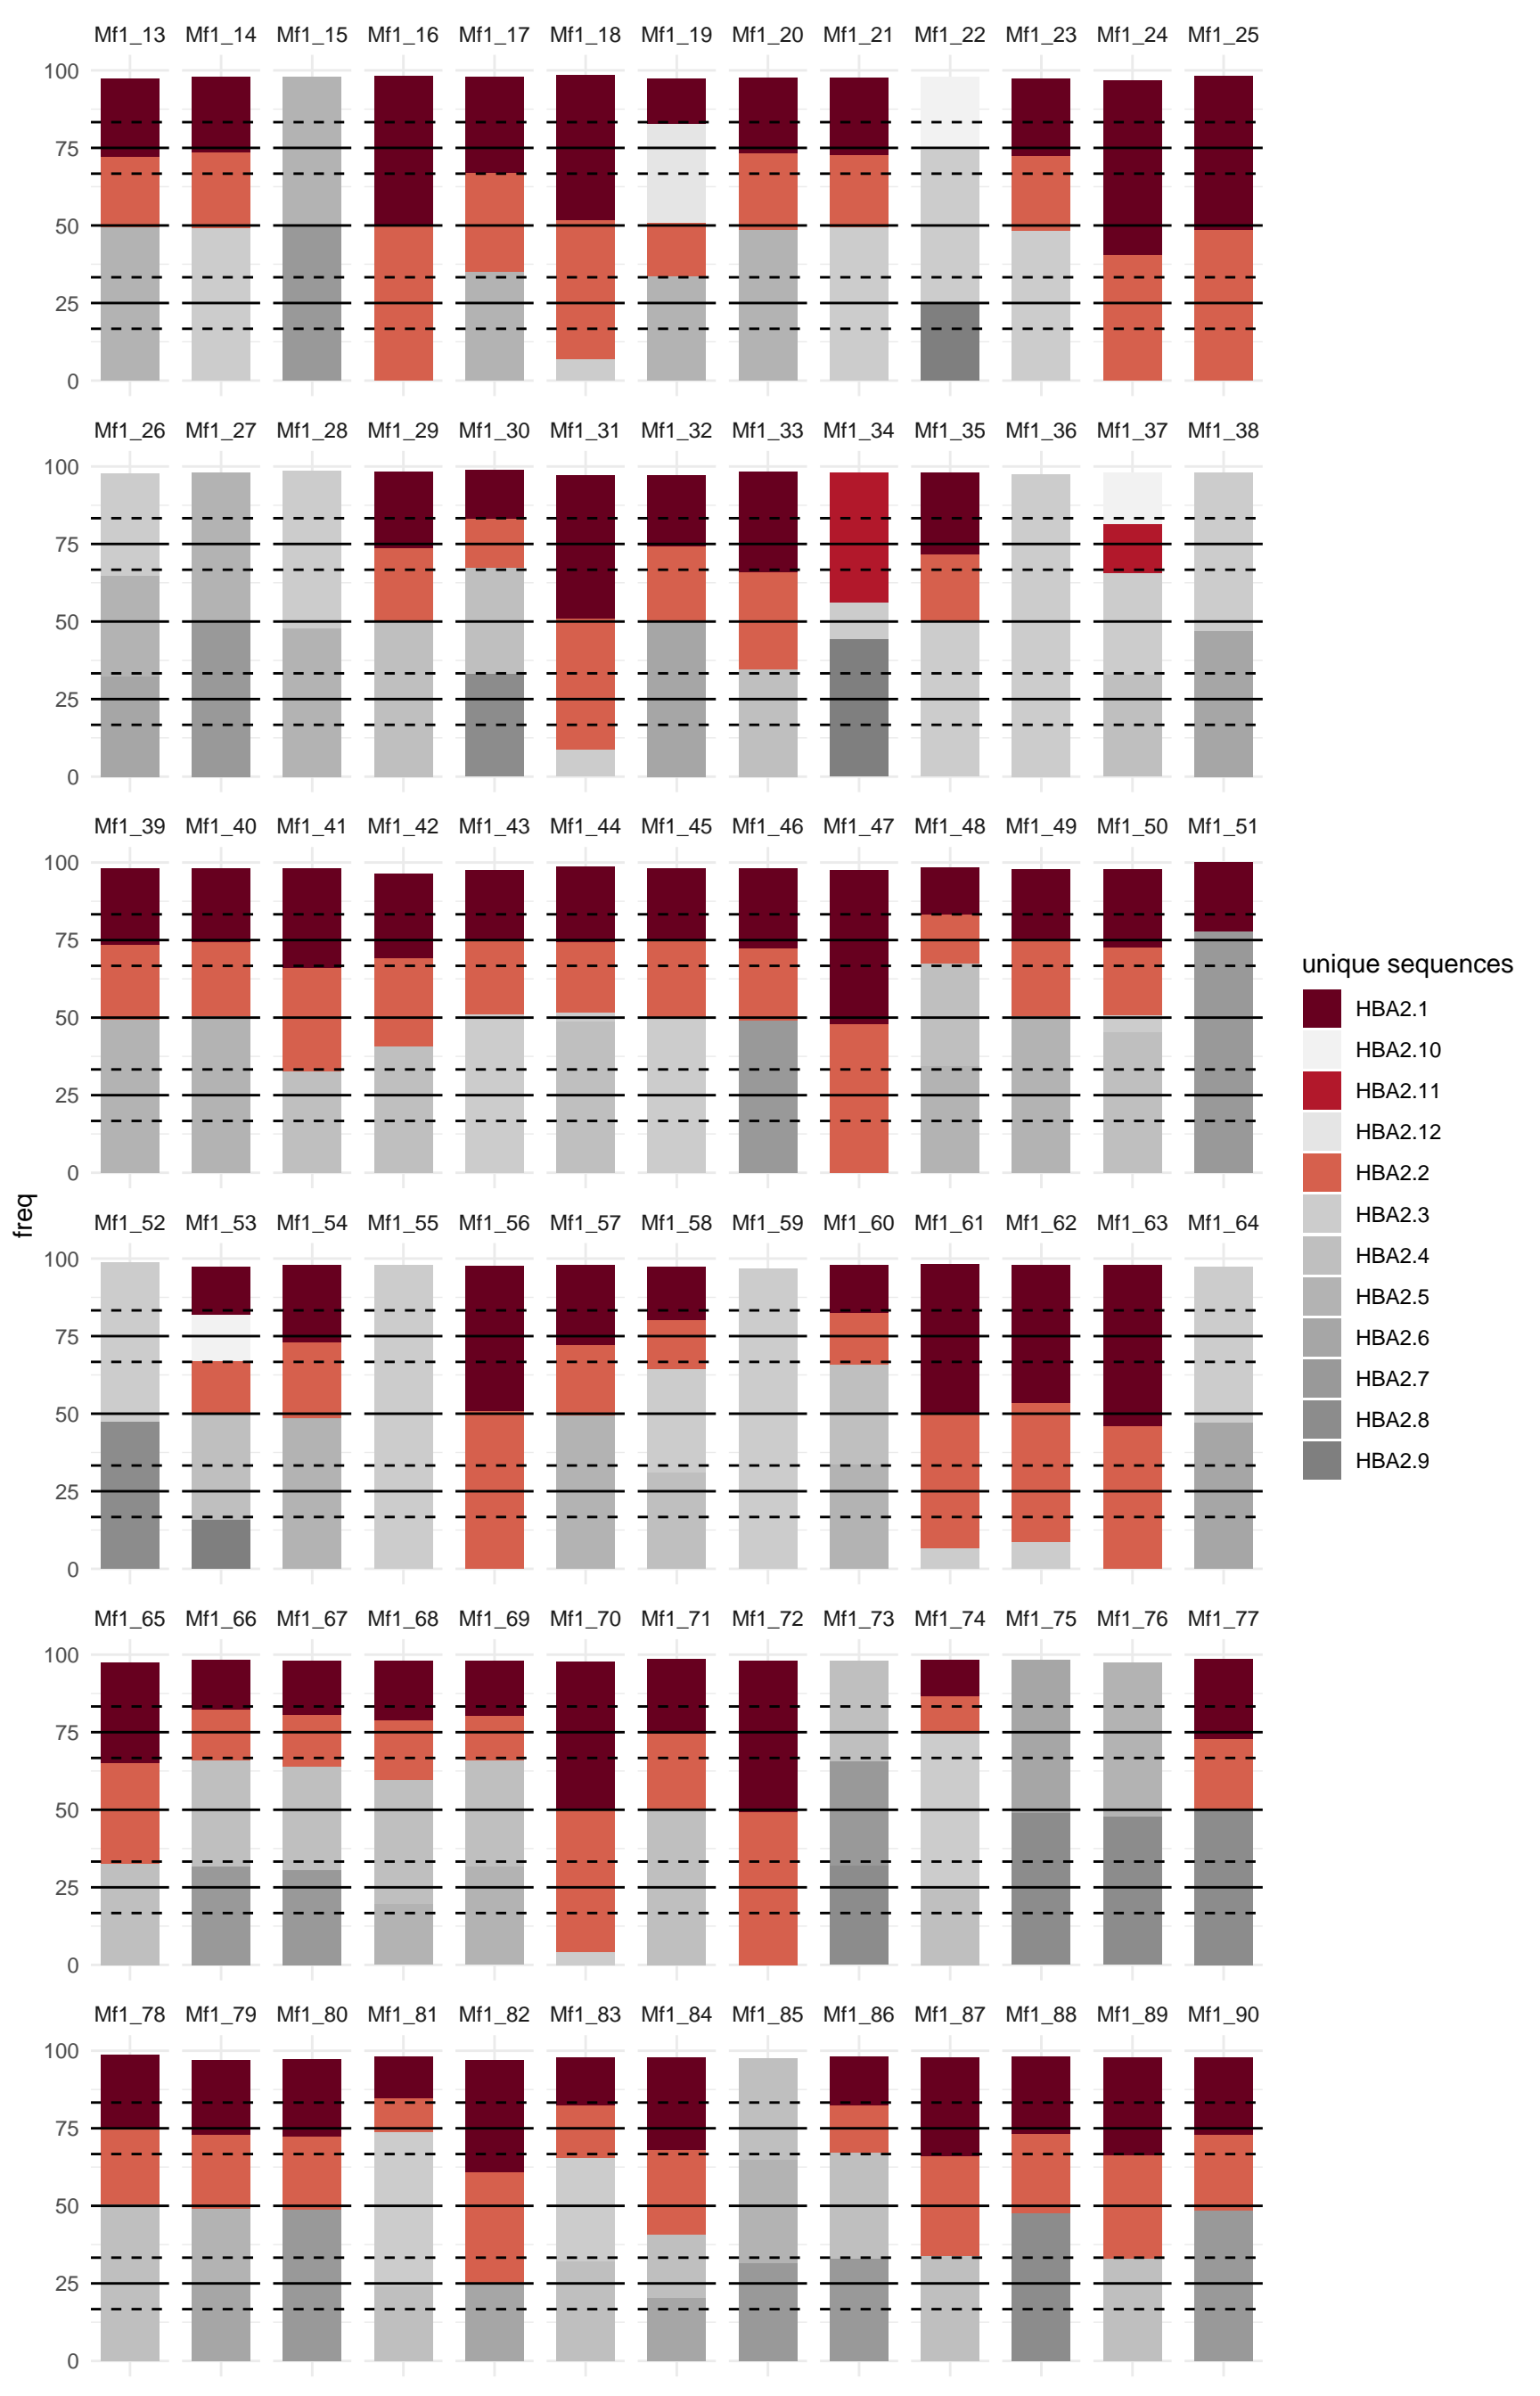 Mf1_13 Mf1_14 Mf1_15 Mf1_16 Mf1_17 Mf1_18 Mf1_19 Mf1_20 Mf1_21 Mf1_22 Mf1_23 Mf1_24 Mf1_25
100
75
50
25
0
Mf1_26 Mf1_27 Mf1_28 Mf1_29 Mf1_30 Mf1_31 Mf1_32 Mf1_33 Mf1_34 Mf1_35 Mf1_36 Mf1_37 Mf1_38
100
75
50
25
0
Mf1_39 Mf1_40 Mf1_41 Mf1_42 Mf1_43 Mf1_44 Mf1_45 Mf1_46 Mf1_47 Mf1_48 Mf1_49 Mf1_50 Mf1_51
100
75
50
25
0
freq
Mf1_52 Mf1_53 Mf1_54 Mf1_55 Mf1_56 Mf1_57 Mf1_58 Mf1_59 Mf1_60 Mf1_61 Mf1_62 Mf1_63 Mf1_64
100
75
50
25
0
Mf1_65 Mf1_66 Mf1_67 Mf1_68 Mf1_69 Mf1_70 Mf1_71 Mf1_72 Mf1_73 Mf1_74 Mf1_75 Mf1_76 Mf1_77
100
75
50
25
0
Mf1_78 Mf1_79 Mf1_80 Mf1_81 Mf1_82 Mf1_83 Mf1_84 Mf1_85 Mf1_86 Mf1_87 Mf1_88 Mf1_89 Mf1_90
100
75
50
25
0
unique sequences
HBA2.1
HBA2.10
HBA2.11
HBA2.12
HBA2.2
HBA2.3
HBA2.4
HBA2.5
HBA2.6
HBA2.7
HBA2.8
HBA2.9